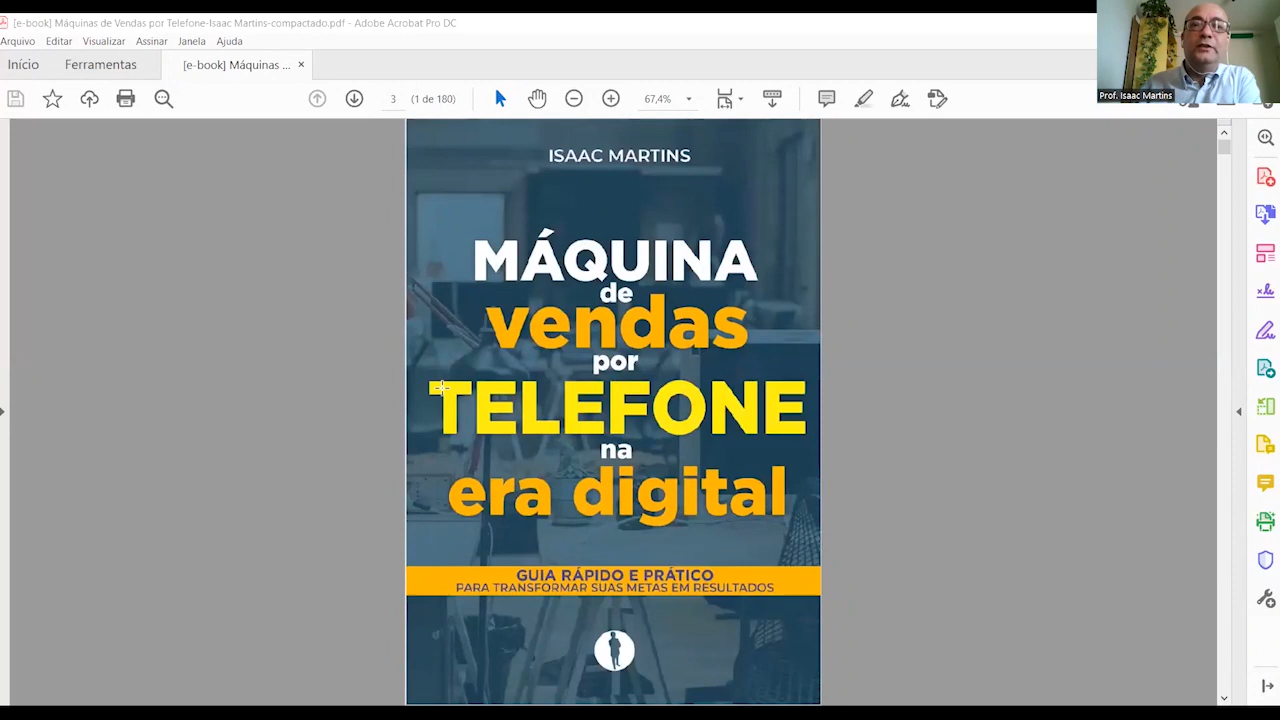 [e-book] Máquinas de Vendas por Telefone-Isaac Martins-compactado.pdf - Adobe Acrobat Pro DC
Arquivo Editar Visualizar Assinar Janela Ajuda
Início Ferramentas [e-book] Máquinas ... ×
3 (1 de 67,4%
Prof. Isaac Martins
ISAAC MARTINS
MÁQUINA
de
vendas
por
TELEFONE
na
era digital
GUIA RÁPIDO E PRÁTICO
PARA TRANSFORMAR SUAS METAS EM RESULTADOS